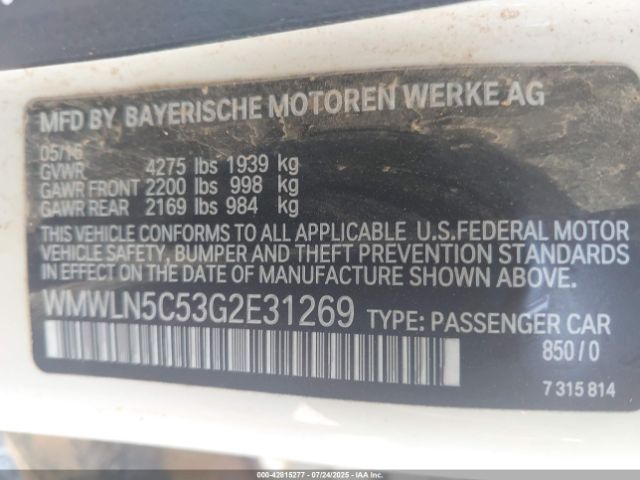 MFD BY BAYERISCHE MOTOREN WERKE AG
05/16
GVWR 4275 lbs 1939 kg
GAWR FRONT 2200 lbs 998 kg
GAWR REAR 2169 lbs 984 kg
THIS VEHICLE CONFORMS TO ALL APPLICABLE U.S.FEDERAL MOTOR
VEHICLE SAFETY, BUMPER AND THEFT PREVENTION STANDARDS
IN EFFECT ON THE DATE OF MANUFACTURE SHOWN ABOVE.
WMWLN5C53G2E31269 TYPE: PASSENGER CAR
850/0
7 315 814
000-42815277 - 07/24/2025 - IAAI.COM